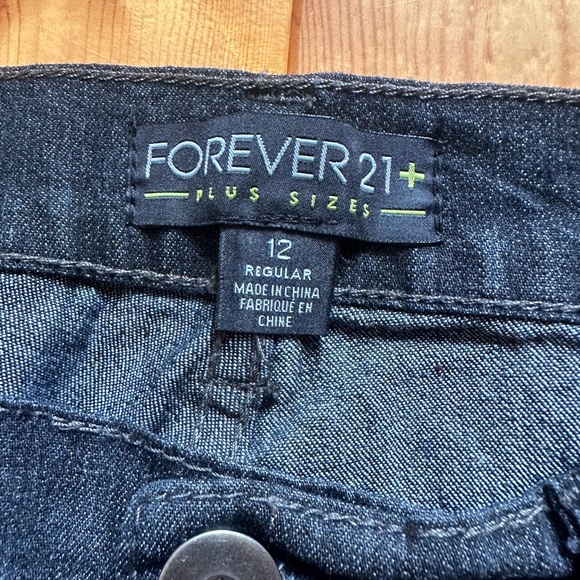 FOREVER 21+
PLUS SIZES
12
REGULAR
MADE IN CHINA
FABRIQUÉ EN
CHINE